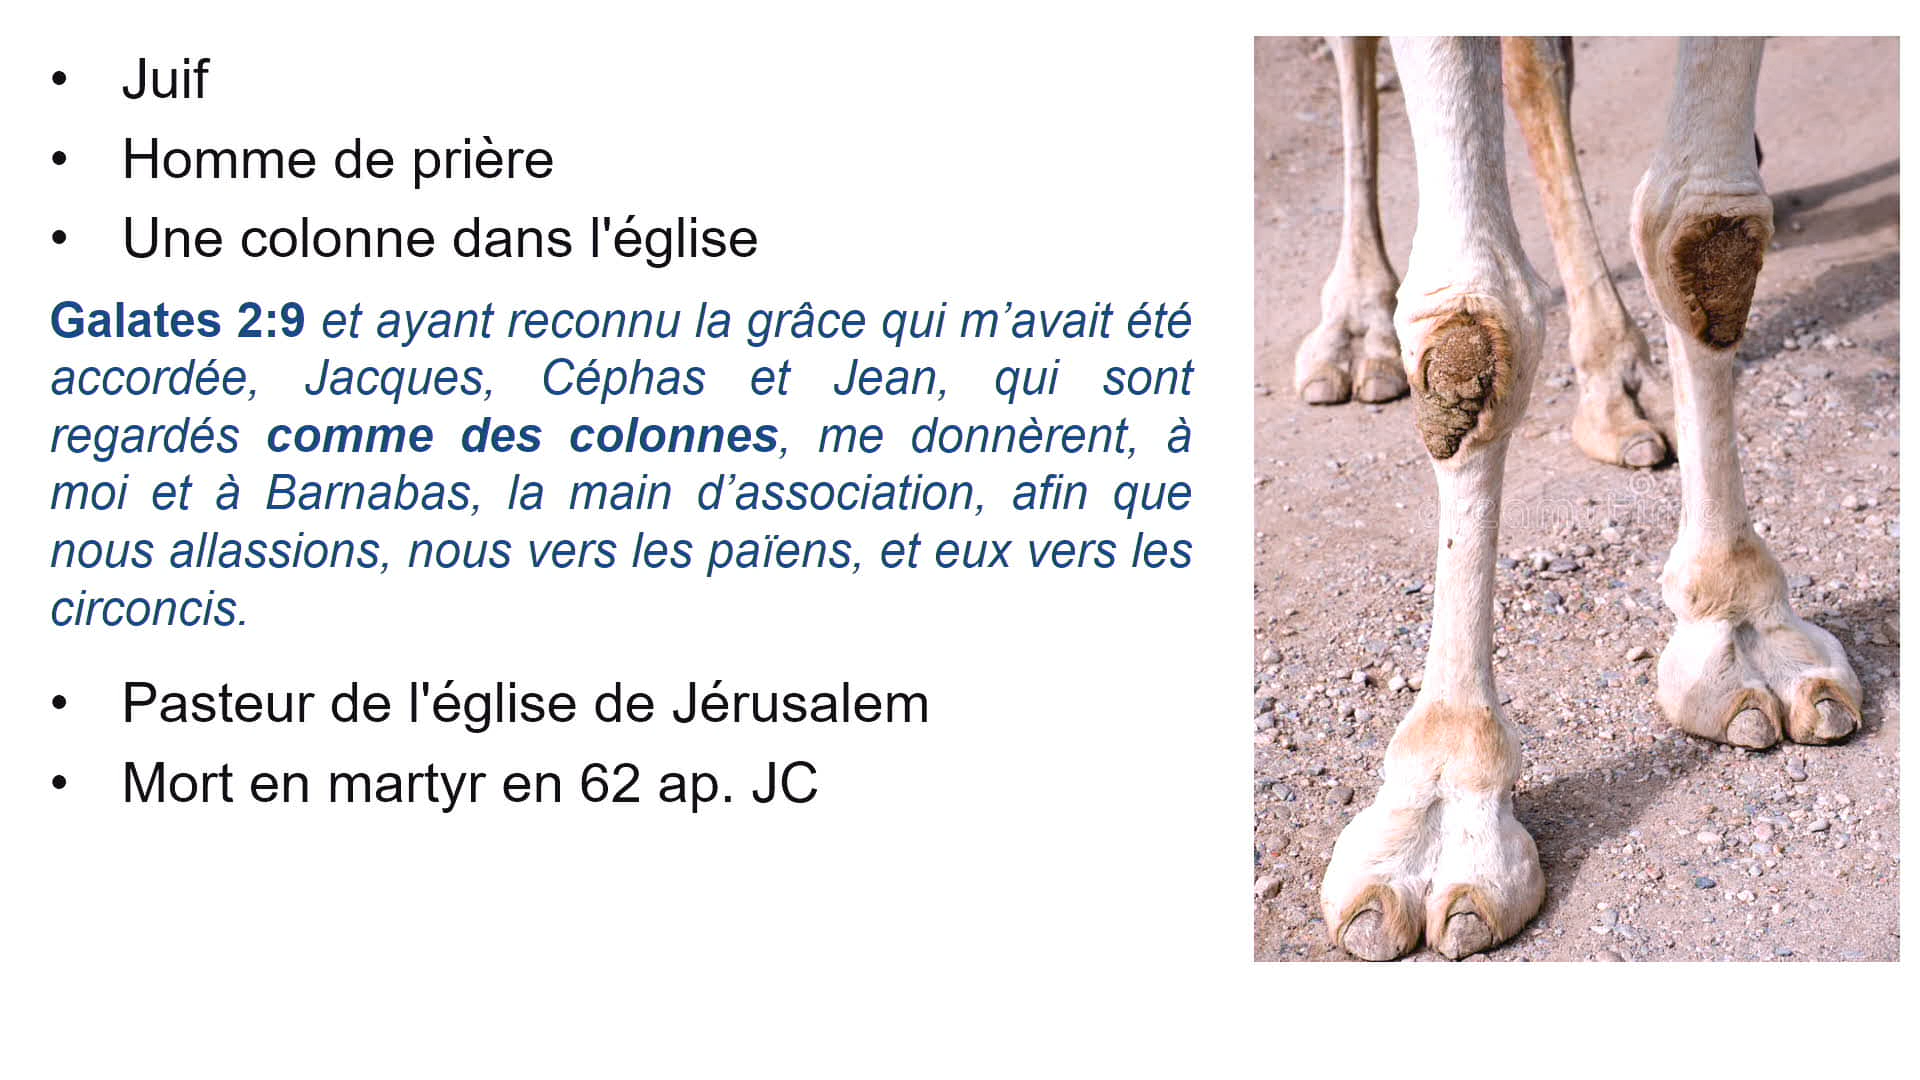 • Juif
• Homme de prière
• Une colonne dans l'église
Galates 2:9 et ayant reconnu la grâce qui m’avait été
accordée, Jacques, Céphas et Jean, qui sont
regardés comme des colonnes, me donnèrent, à
moi et à Barnabas, la main d’association, afin que
nous allassions, nous vers les païens, et eux vers les
circoncis.
• Pasteur de l'église de Jérusalem
• Mort en martyr en 62 ap. JC
dreamstime